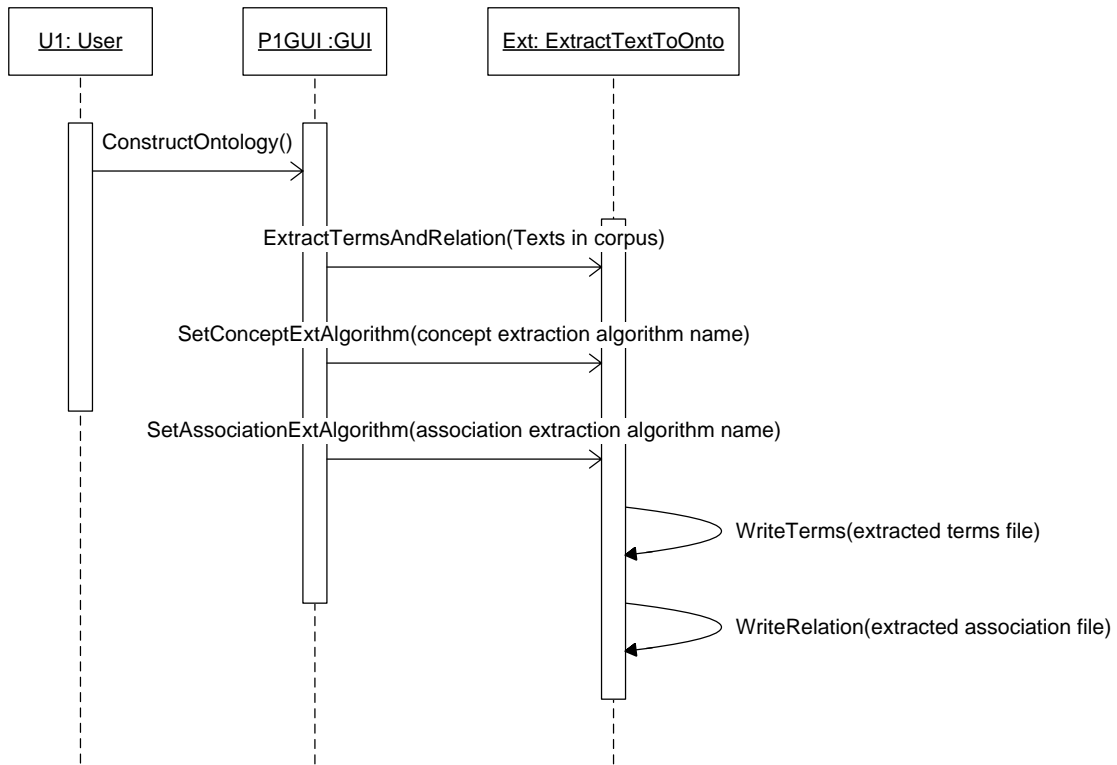 U1: User
P1GUI :GUI
Ext: ExtractTextToOnto
ConstructOntology()
ExtractTermsAndRelation(Texts in corpus)
SetConceptExtAlgorithm(concept extraction algorithm name)
SetAssociationExtAlgorithm(association extraction algorithm name)
WriteTerms(extracted terms file)
WriteRelation(extracted association file)